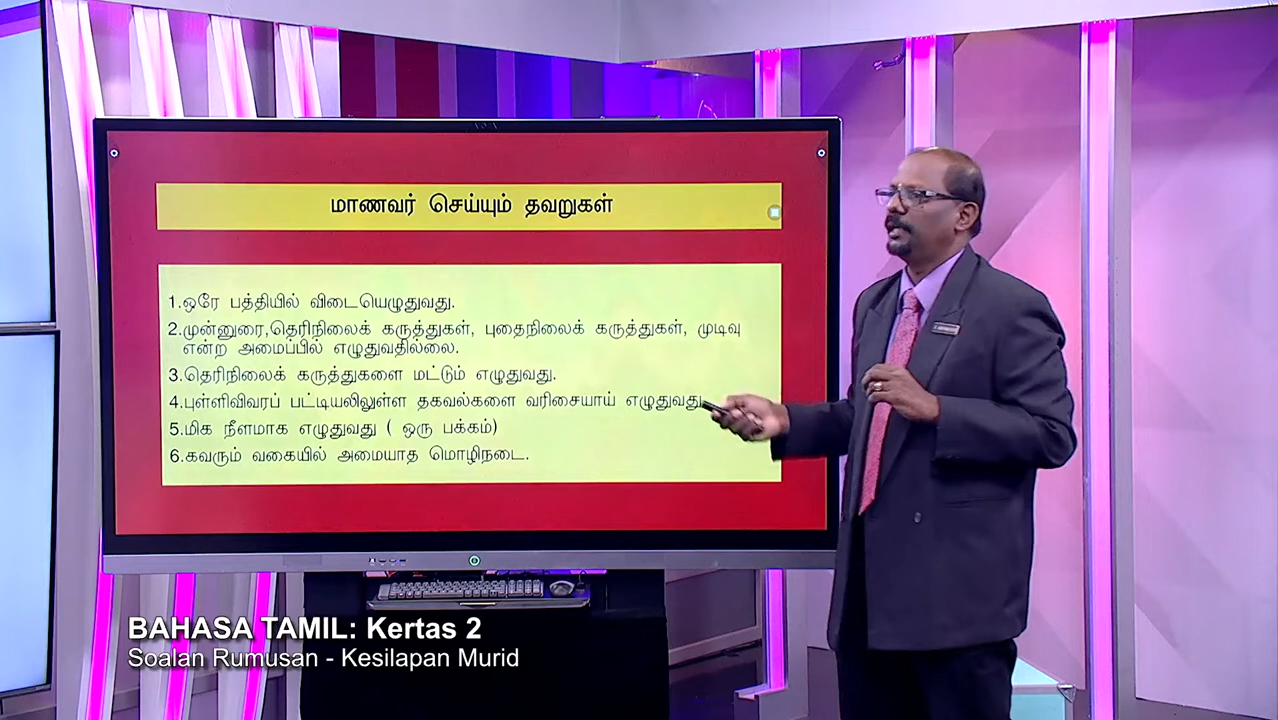 மாணவர் செய்யும் தவறுகள்
1.ஒரே பத்தியில் விடையெழுதுவது.
2.முன்னுரை,தெரிநிலைக் கருத்துகள், புதைநிலைக் கருத்துகள், முடிவு
என்ற அமைப்பில் எழுதுவதில்லை.
3.தெரிநிலைக் கருத்துகளை மட்டும் எழுதுவது.
4.புள்ளிவிவரப் பட்டியலிலுள்ள தகவல்களை வரிசையாய் எழுதுவது
5.மிக நீளமாக எழுதுவது ( ஒரு பக்கம்)
6.கவரும் வகையில் அமையாத மொழிநடை.
BAHASA TAMIL: Kertas 2
Soalan Rumusan - Kesilapan Murid